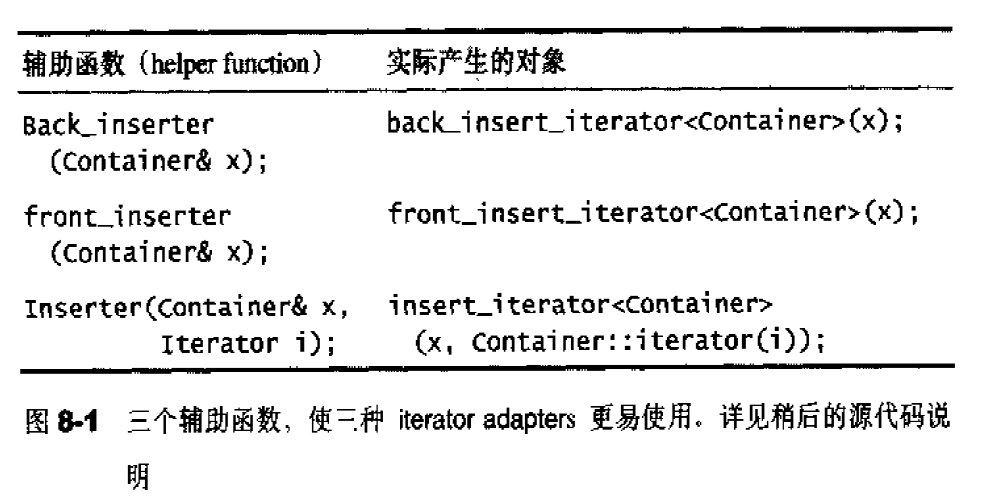 辅助函数（helper function） 实际产生的对象
Back_inserter back_insert_iterator<Container>(x);
(Container& x);
front_inserter front_insert_iterator<Container>(x);
(Container& x);
Inserter(Container& x, insert_iterator<Container>
Iterator i); (x, Container::iterator(i));
图 8-1 三个辅助函数，使三种 iterator adapters 更易使用。详见稍后的源代码说
明